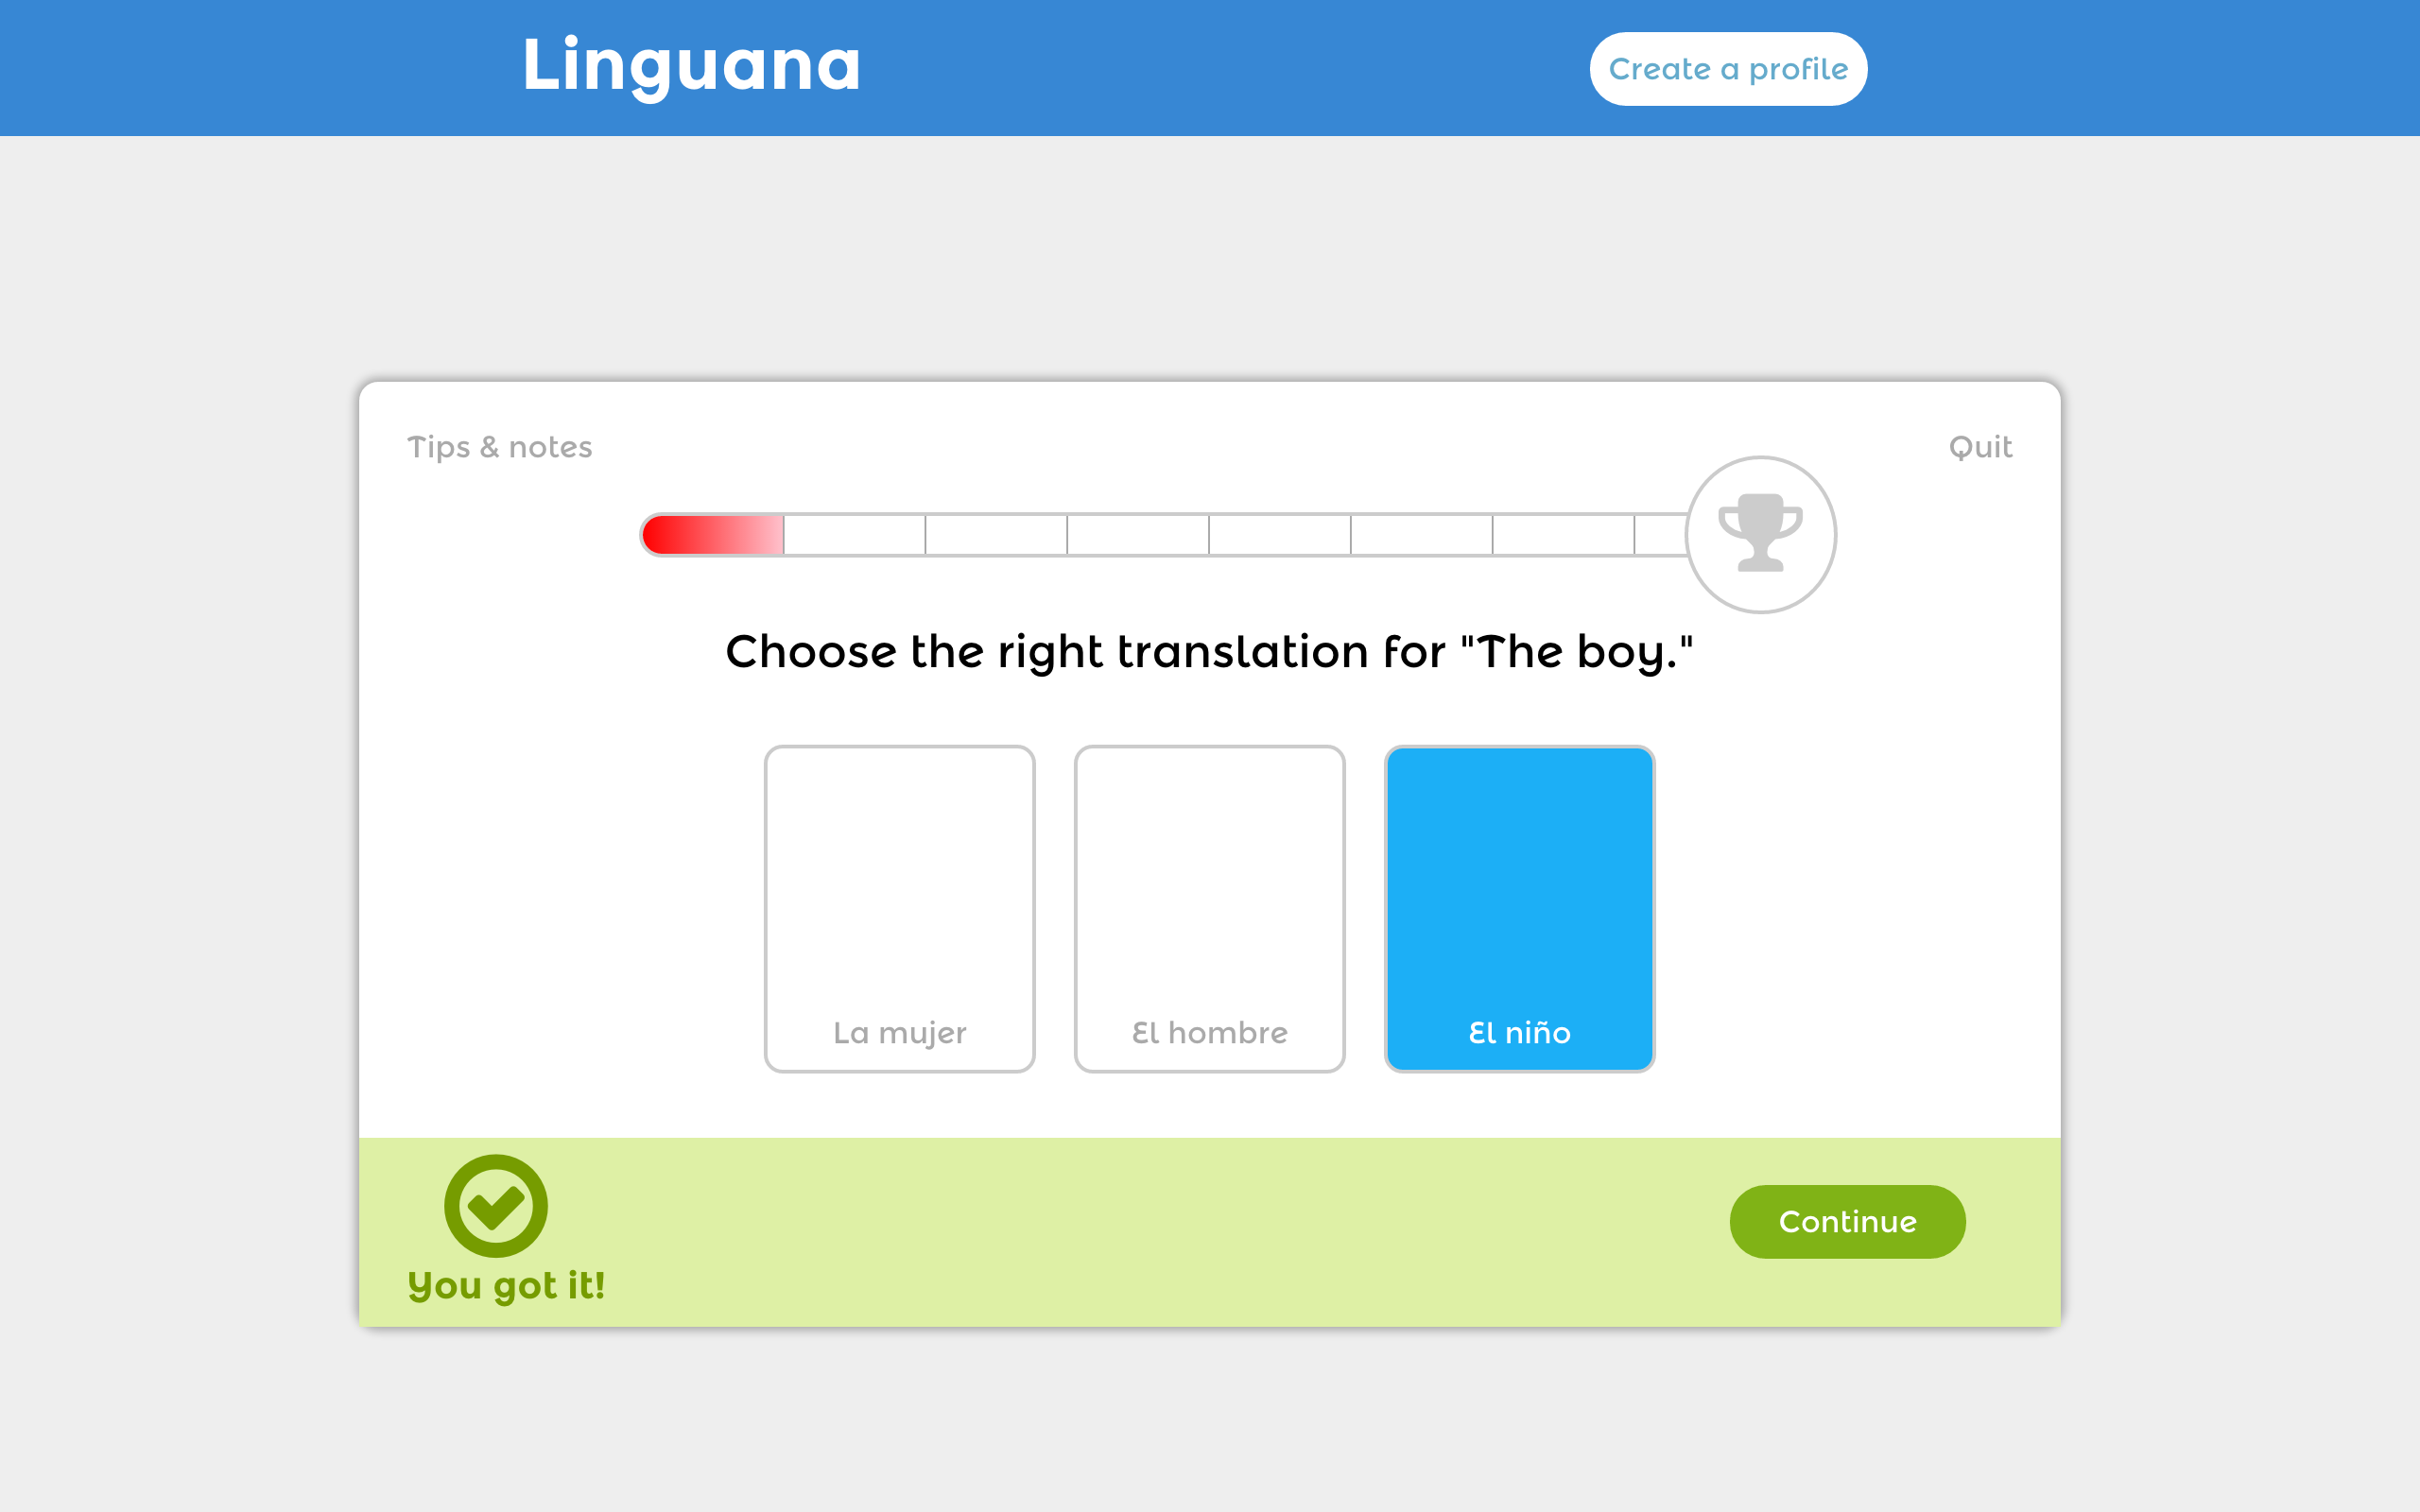 Linguana
Create a profile
Tips & notes
Quit
Choose the right translation for "The boy."
La mujer
El hombre
El niño
You got it!
Continue